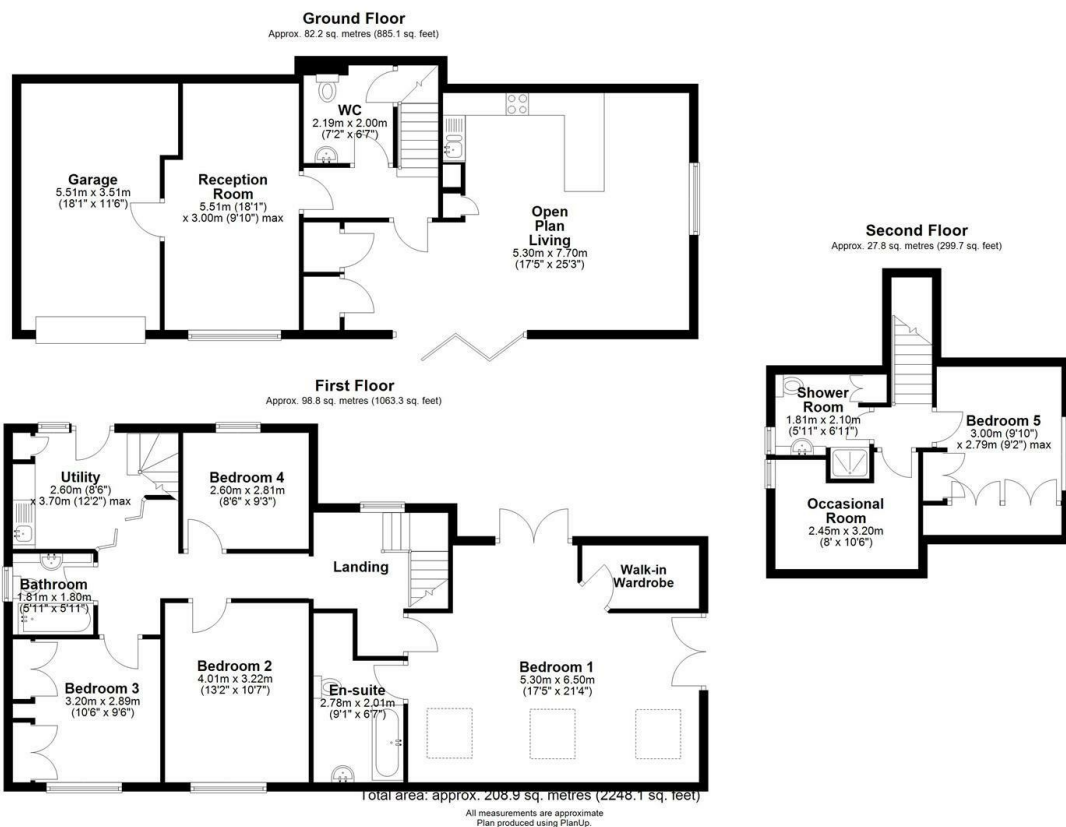 Ground Floor
Approx. 82.2 sq. metres (885.1 sq. feet)
WC
2.19m x 2.00m
(7'2" x 6'7")
Garage
5.51m x 3.51m
(18'1" x 11'6")
Reception
Room
5.51m (18'1")
x 3.00m (9'10") max
Open
Plan
Living
5.30m x 7.70m
(17'5" x 25'3")
Second Floor
Approx. 27.8 sq. metres (299.7 sq. feet)
Shower
Room
1.81m x 2.10m
(5'11" x 6'11")
Bedroom 5
3.00m (9'10")
x 2.79m (9'2") max
Occasional
Room
2.45m x 3.20m
(8' x 10'6")
First Floor
Approx. 98.8 sq. metres (1063.3 sq. feet)
Utility
2.60m (8'6")
x 3.70m (12'2") max
Bedroom 4
2.60m x 2.81m
(8'6" x 9'3")
Landing
Walk-in
Wardrobe
Bathroom
1.81m x 1.80m
(5'11" x 5'11")
Bedroom 3
3.20m x 2.89m
(10'6" x 9'6")
Bedroom 2
4.01m x 3.22m
(13'2" x 10'7")
En-suite
2.78m x 2.01m
(9'1" x 6'7")
Bedroom 1
5.30m x 6.50m
(17'5" x 21'4")
Total area: approx. 208.9 sq. metres (2248.1 sq. feet)
All measurements are approximate
Plan produced using PlanUp.